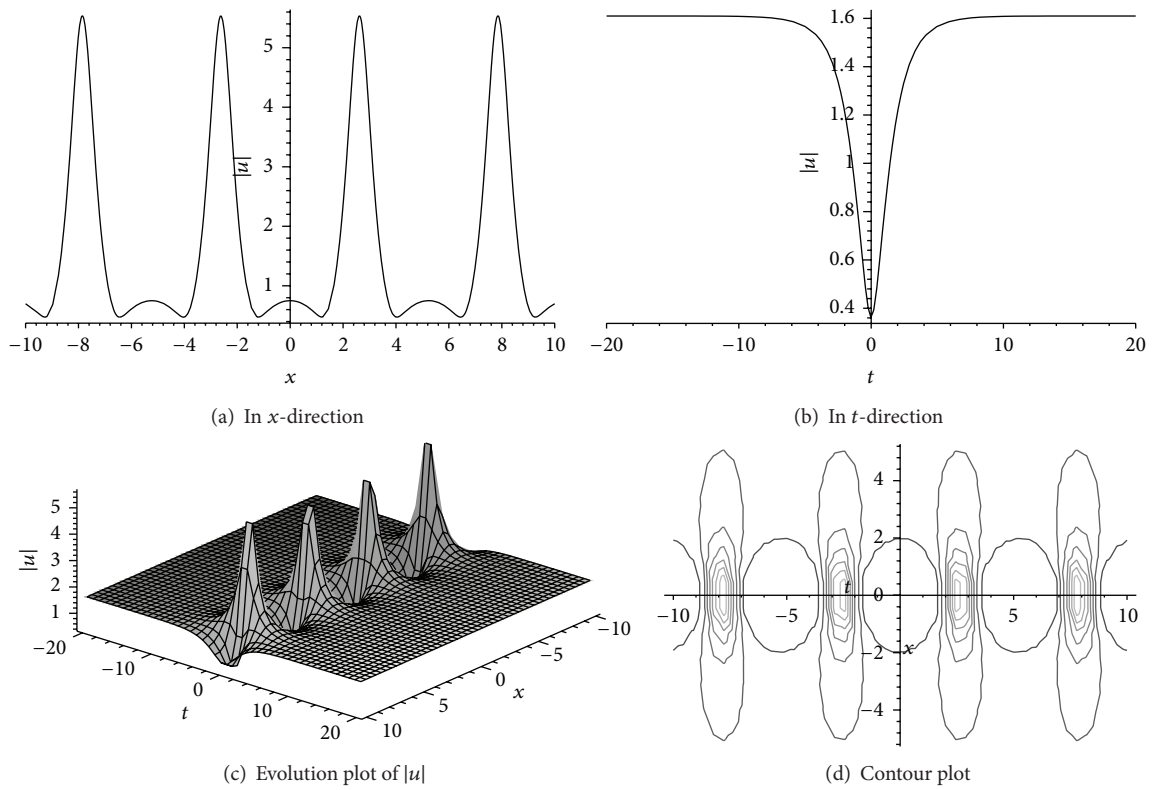 5
4
3
2
1
|u|
−10 −8 −6 −4 −2 0 2 4 6 8 10
x
(a) In x-direction
1.6
1.4
1.2
1
0.8
0.6
0.4
|u|
−20 −10 0 10 20
t
(b) In t-direction
5
4
3
2
1
|u|
−20
−10
0
10
20
t
10
5
0
−5
−10
x
(c) Evolution plot of |u|
4
2
0
−2
−4
−10 −5 5 10
t
x
(d) Contour plot